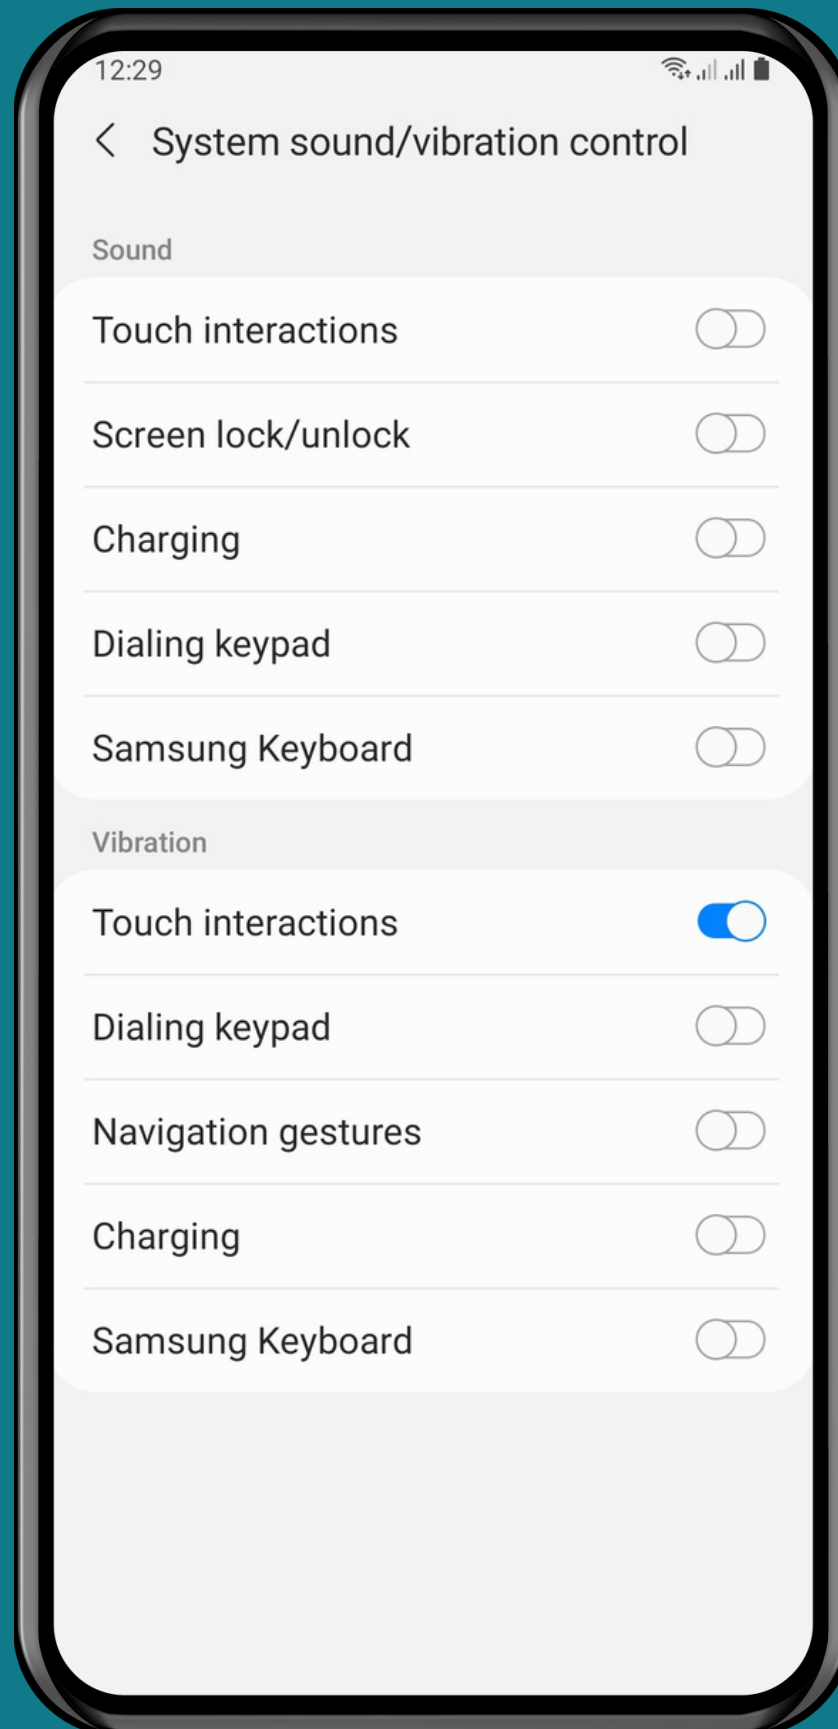 12:29
System sound/vibration control
Sound
Touch interactions
Screen lock/unlock
Charging
Dialing keypad
Samsung Keyboard
Vibration
Touch interactions
Dialing keypad
Navigation gestures
Charging
Samsung Keyboard